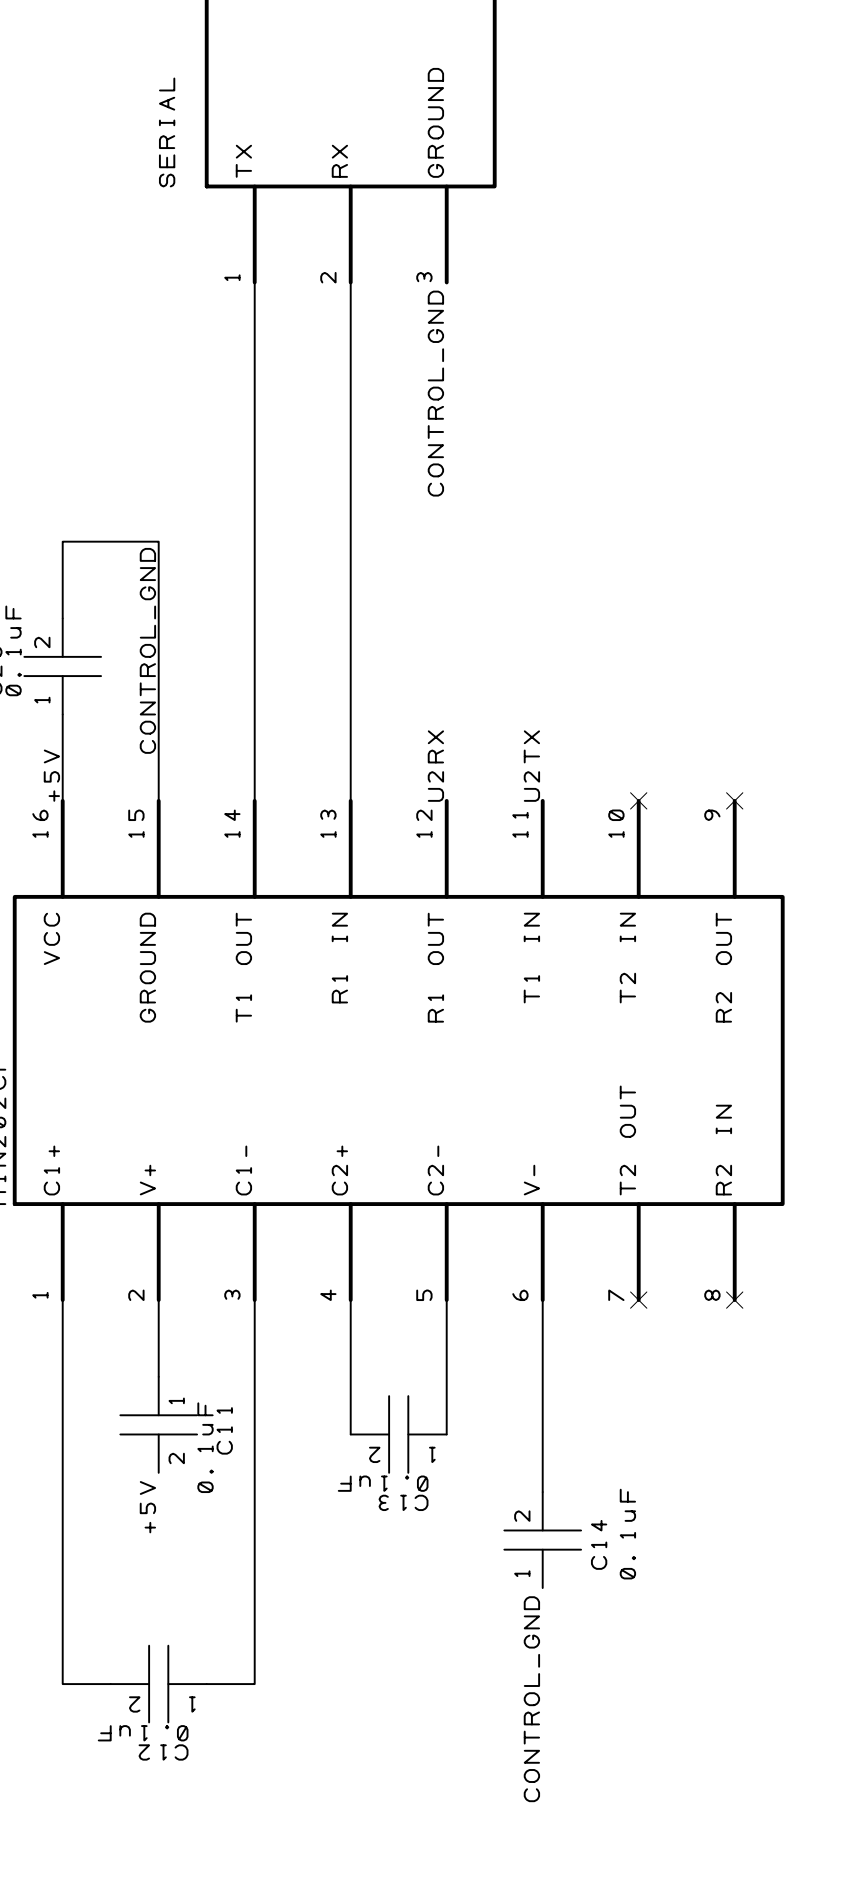 SERIAL
TX
RX
GROUND
1
2
3
CONTROL_GND
0.1uF
1
2
+5V
CONTROL_GND
U2RX
U2TX
16
15
14
13
12
11
10
9
VCC
GROUND
T1 OUT
R1 IN
R1 OUT
T1 IN
T2 IN
R2 OUT
C1+
V+
C1-
C2+
C2-
V-
T2 OUT
R2 IN
1
2
3
4
5
6
7
8
1
2
0.1uF
C11
+5V
2
1
0.1uF
C13
2
1
C14
0.1uF
CONTROL_GND
2
1
0.1uF
C12